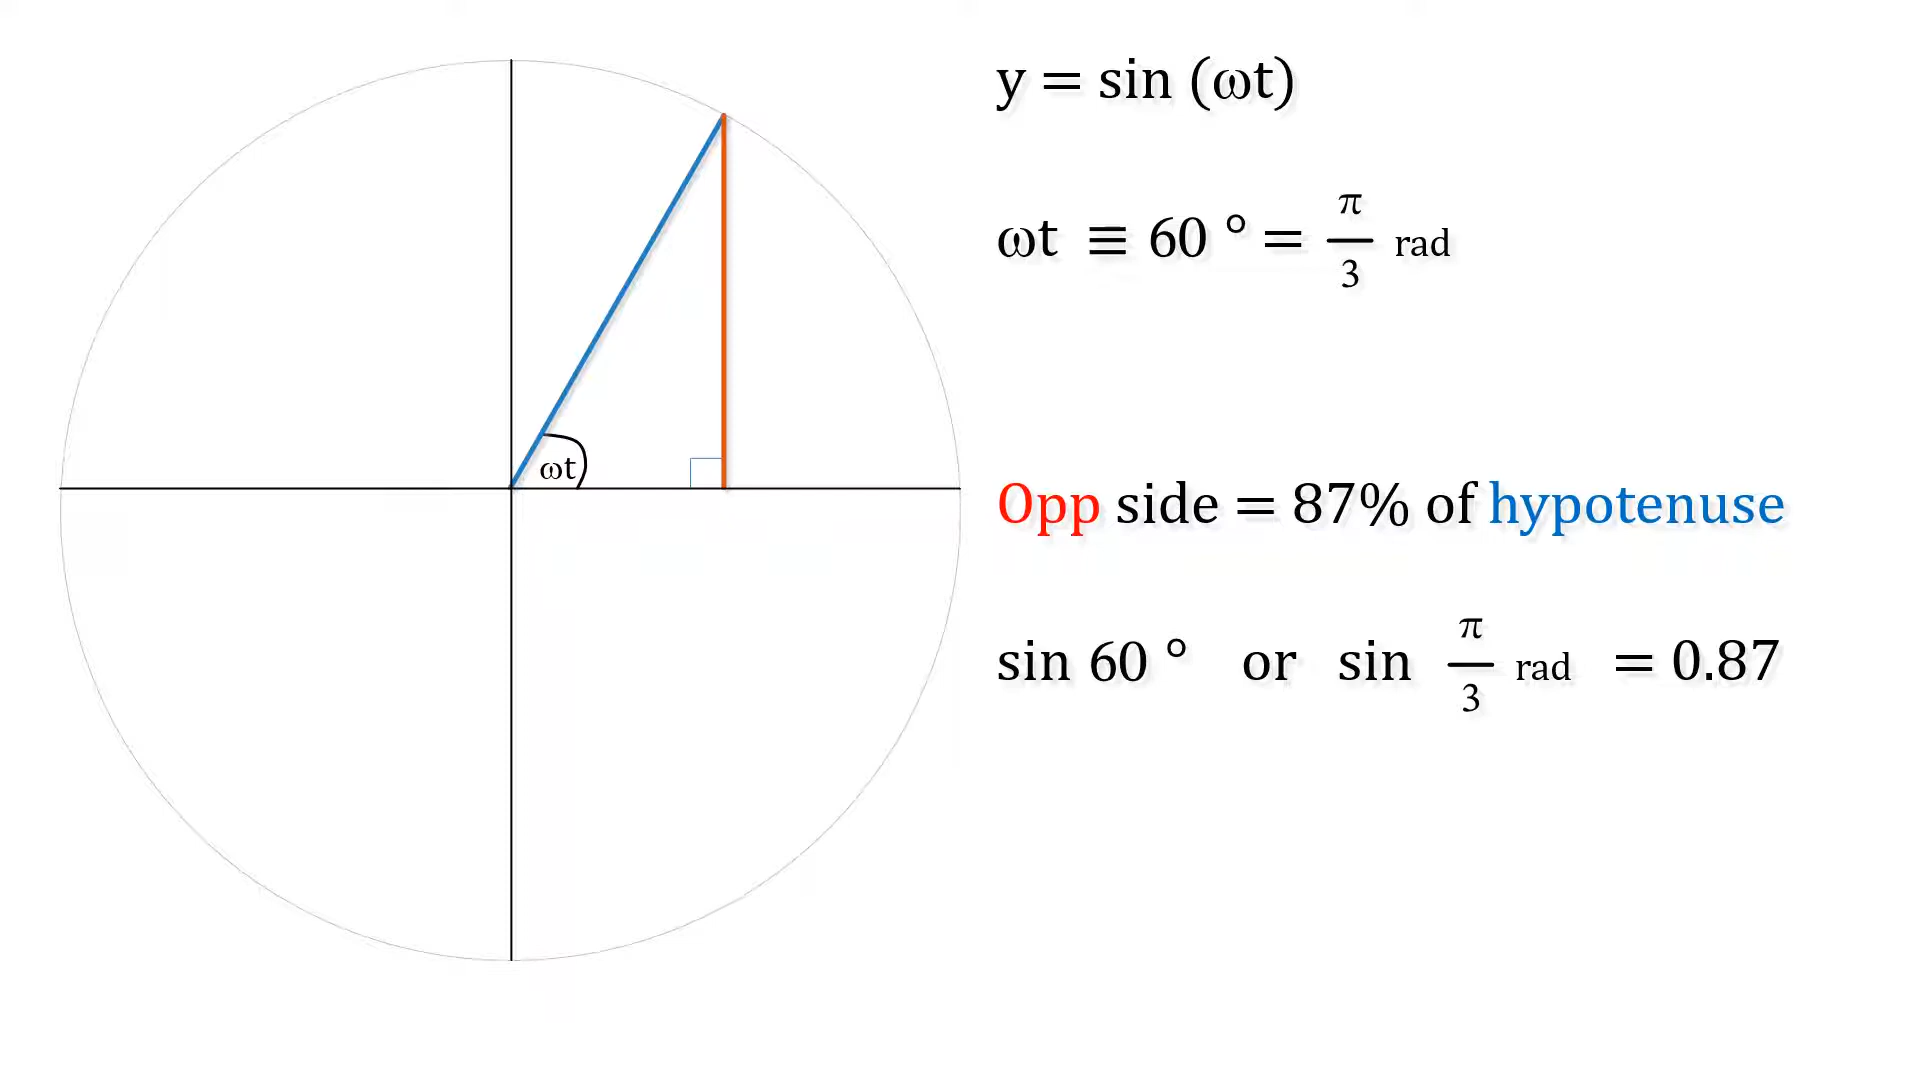 y = sin (ωt)
ωt ≡ 60 ° = π/3 rad
ωt
Opp side = 87% of hypotenuse
sin 60 ° or sin π/3 rad = 0.87